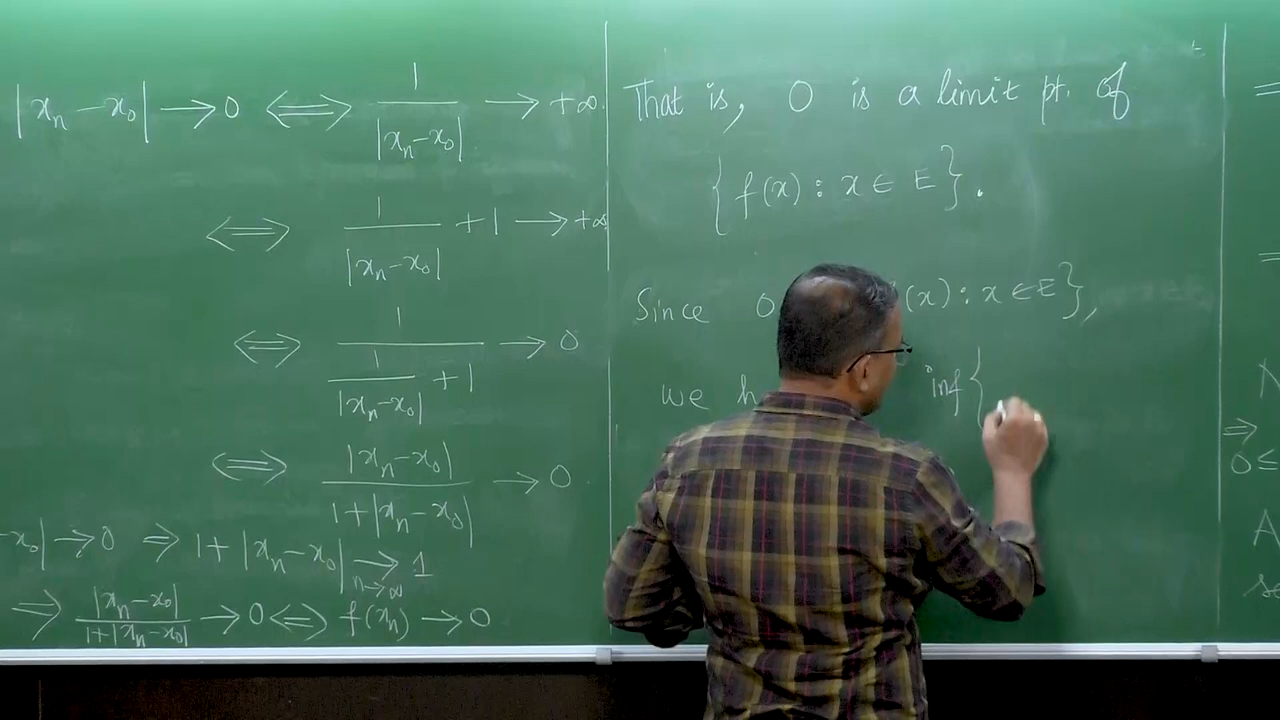 |xₙ − x₀| → 0 ⟺ 1/|xₙ − x₀| → +∞.
⟺ 1/|xₙ − x₀| + 1 → +∞
⟺ 1/(1/|xₙ − x₀| + 1) → 0
⟺ |xₙ − x₀|/(1 + |xₙ − x₀|) → 0
− x₀| → 0 ⇒ 1 + |xₙ − x₀| → 1
n→∞
⇒ |xₙ − x₀|/(1 + |xₙ − x₀|) → 0 ⟺ f(xₙ) → 0
That is, 0 is a limit pt. of
{f(x) : x ∈ E}.
Since 0 (x) : x ∈ E},
we h inf{
⇒
0 ≤